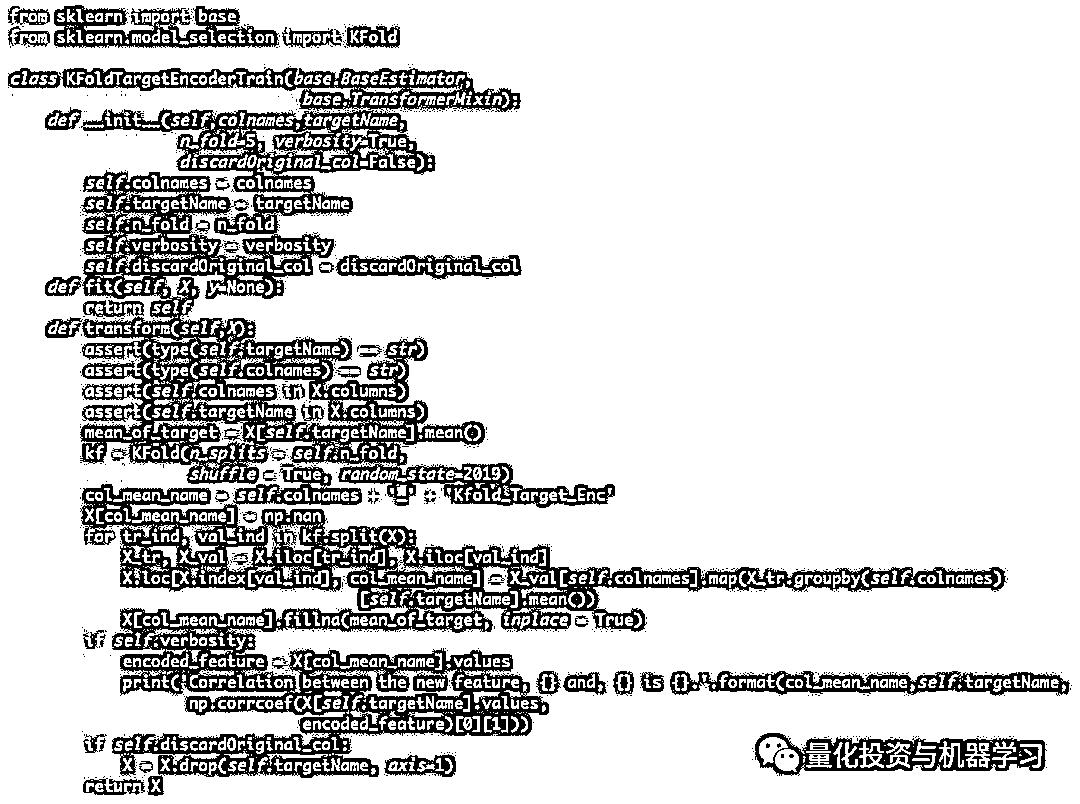 from sklearn import base
from sklearn.model_selection import KFold
class KFoldTargetEncoderTrain(base.BaseEstimator,
base.TransformerMixin):
def __init__(self,colnames,targetName,
n_fold=5, verbosity=True,
discardOriginal_col=False):
self.colnames = colnames
self.targetName = targetName
self.n_fold = n_fold
self.verbosity = verbosity
self.discardOriginal_col = discardOriginal_col
def fit(self, X, y=None):
return self
def transform(self,X):
assert(type(self.targetName) == str)
assert(type(self.colnames) == str)
assert(self.colnames in X.columns)
assert(self.targetName in X.columns)
mean_of_target = X[self.targetName].mean()
kf = KFold(n_splits = self.n_fold,
shuffle = True, random_state=2019)
col_mean_name = self.colnames + '_' + 'Kfold_Target_Enc'
X[col_mean_name] = np.nan
for tr_ind, val_ind in kf.split(X):
X_tr, X_val = X.iloc[tr_ind], X.iloc[val_ind]
X.loc[X.index[val_ind], col_mean_name] = X_val[self.colnames].map(X_tr.groupby(self.colnames)
[self.targetName].mean())
X[col_mean_name].fillna(mean_of_target, inplace = True)
if self.verbosity:
encoded_feature = X[col_mean_name].values
print('Correlation between the new feature, {} and, {} is {}.'.format(col_mean_name,self.targetName,
np.corrcoef(X[self.targetName].values,
encoded_feature)[0][1]))
if self.discardOriginal_col:
X = X.drop(self.targetName, axis=1)
return X
量化投资与机器学习